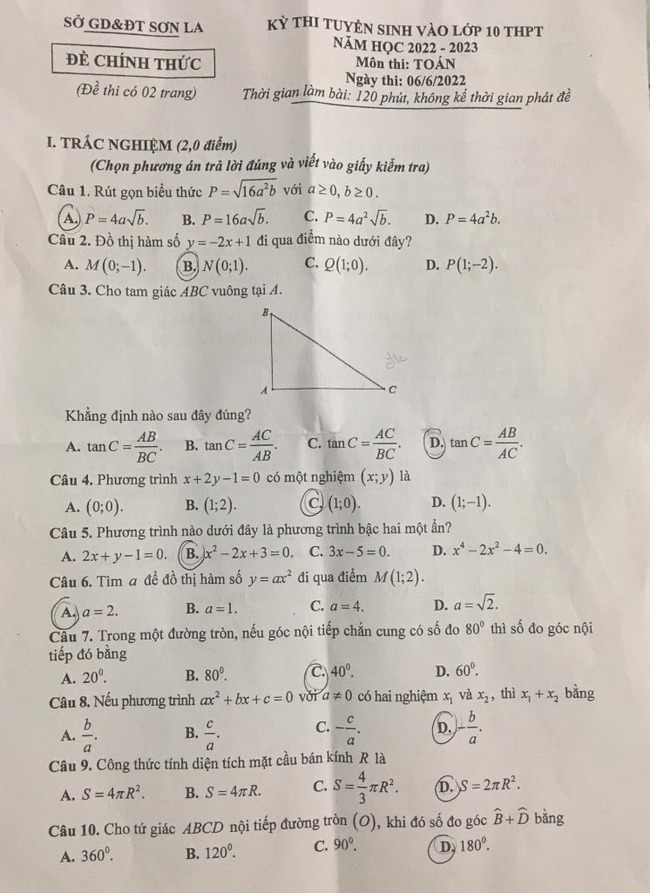 SỞ GD&ĐT SƠN LA
ĐỀ CHÍNH THỨC
(Đề thi có 02 trang)
KỲ THI TUYỂN SINH VÀO LỚP 10 THPT
NĂM HỌC 2022 - 2023
Môn thi: TOÁN
Ngày thi: 06/6/2022
Thời gian làm bài: 120 phút, không kể thời gian phát đề
I. TRẮC NGHIỆM (2,0 điểm)
(Chọn phương án trả lời đúng và viết vào giấy kiểm tra)
Câu 1. Rút gọn biểu thức P = √(16a²b) với a ≥ 0, b ≥ 0.
A. P = 4a√b. B. P = 16a√b. C. P = 4a²√b. D. P = 4a²b.
Câu 2. Đồ thị hàm số y = −2x + 1 đi qua điểm nào dưới đây?
A. M(0;−1). B. N(0;1). C. Q(1;0). D. P(1;−2).
Câu 3. Cho tam giác ABC vuông tại A.
B
A
C
Khẳng định nào sau đây đúng?
A. tan C = AB/BC. B. tan C = AC/AB. C. tan C = AC/BC. D. tan C = AB/AC.
Câu 4. Phương trình x + 2y − 1 = 0 có một nghiệm (x; y) là
A. (0;0). B. (1;2). C. (1;0). D. (1;−1).
Câu 5. Phương trình nào dưới đây là phương trình bậc hai một ẩn?
A. 2x + y − 1 = 0. B. x² − 2x + 3 = 0. C. 3x − 5 = 0. D. x⁴ − 2x² − 4 = 0.
Câu 6. Tìm a để đồ thị hàm số y = ax² đi qua điểm M(1;2).
A. a = 2. B. a = 1. C. a = 4. D. a = √2.
Câu 7. Trong một đường tròn, nếu góc nội tiếp chắn cung có số đo 80⁰ thì số đo góc nội
tiếp đó bằng
A. 20⁰. B. 80⁰. C. 40⁰. D. 60⁰.
Câu 8. Nếu phương trình ax² + bx + c = 0 với a ≠ 0 có hai nghiệm x₁ và x₂, thì x₁ + x₂ bằng
A. b/a. B. c/a. C. −c/a. D. −b/a.
Câu 9. Công thức tính diện tích mặt cầu bán kính R là
A. S = 4πR². B. S = 4πR. C. S = 4/3 πR². D. S = 2πR².
Câu 10. Cho tứ giác ABCD nội tiếp đường tròn (O), khi đó số đo góc B̂ + D̂ bằng
A. 360⁰. B. 120⁰. C. 90⁰. D. 180⁰.